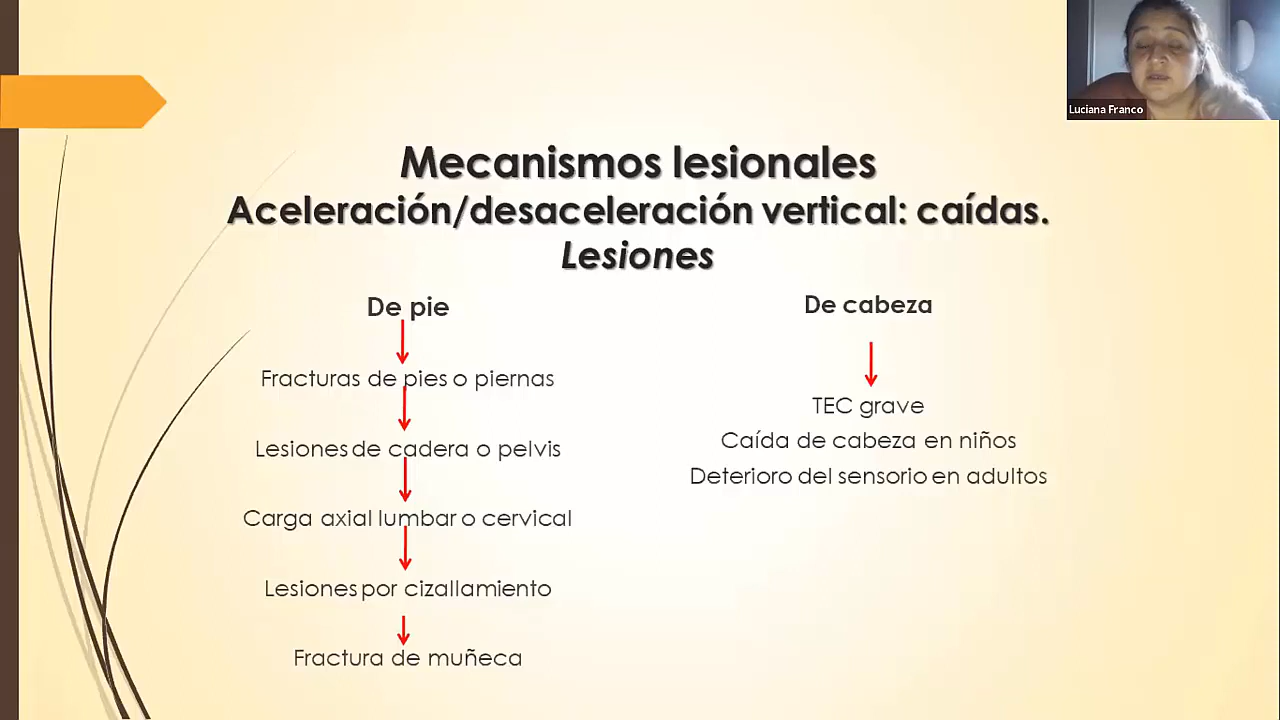 Luciana Franco
Mecanismos lesionales
Aceleración/desaceleración vertical: caídas.
Lesiones
De pie
Fracturas de pies o piernas
Lesiones de cadera o pelvis
Carga axial lumbar o cervical
Lesiones por cizallamiento
Fractura de muñeca
De cabeza
TEC grave
Caída de cabeza en niños
Deterioro del sensorio en adultos